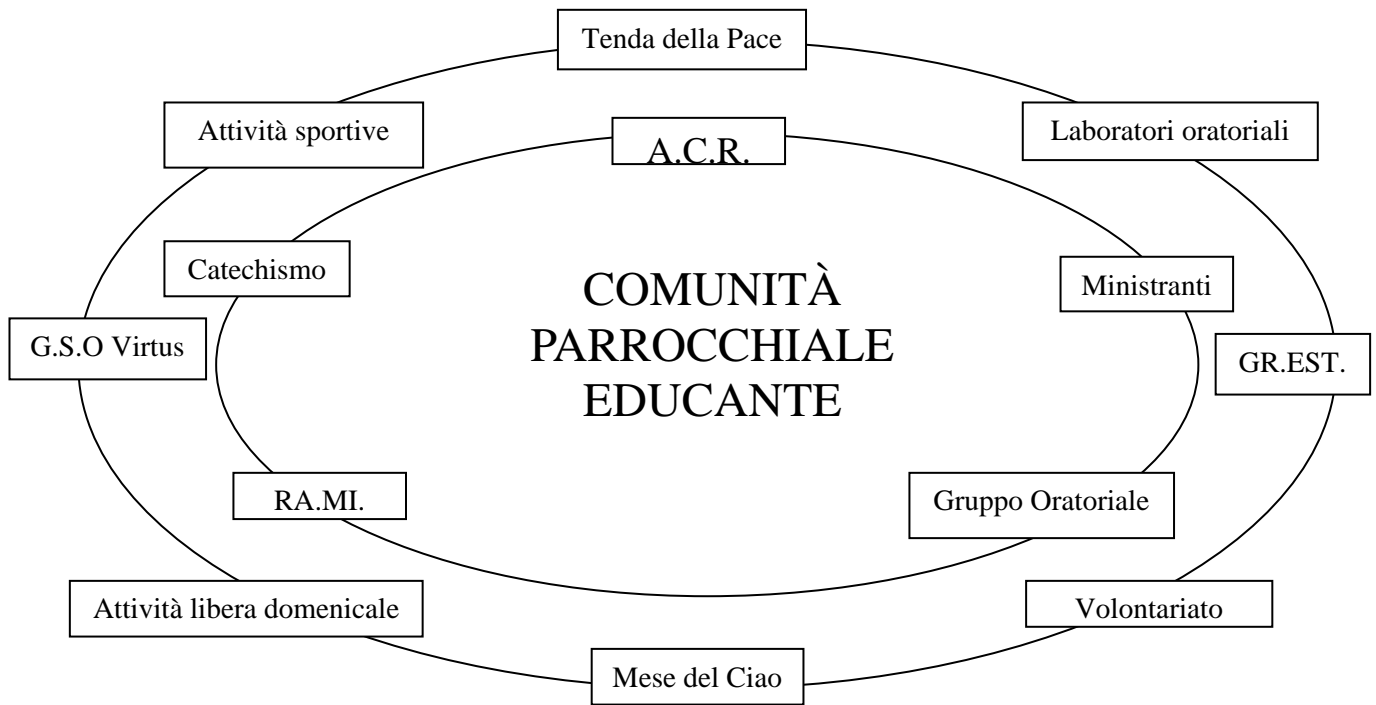 Tenda della Pace
Attività sportive
Laboratori oratoriali
A.C.R.
Catechismo
Ministranti
COMUNITÀ
PARROCCHIALE
EDUCANTE
G.S.O Virtus
GR.EST.
RA.MI.
Gruppo Oratoriale
Attività libera domenicale
Volontariato
Mese del Ciao